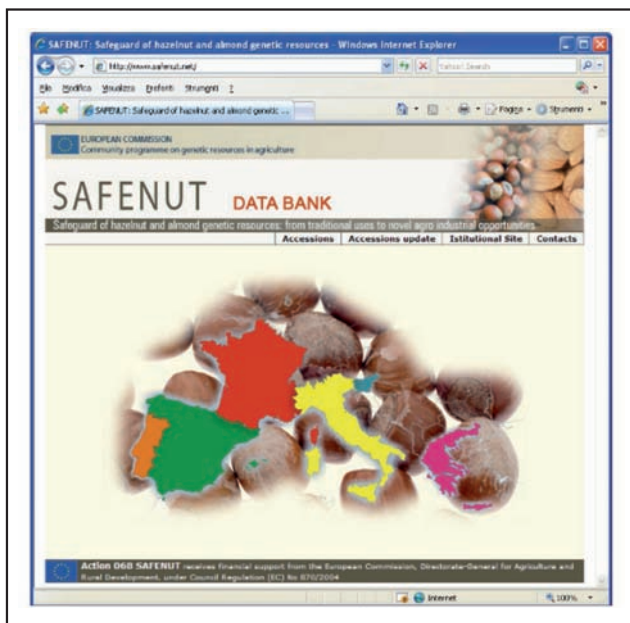 SAFENUT: Safeguard of hazelnut and almond genetic resources - Windows Internet Explorer
http://www.safenut.net/
Yahoo! Search
File Modifica Visualizza Preferiti Strumenti ?
SAFENUT: Safeguard of hazelnut and almond genetic ...
Pagina Strumenti
EUROPEAN COMMISSION
Community programme on genetic resources in agriculture
SAFENUT DATA BANK
Safeguard of hazelnut and almond genetic resources: from traditional uses to novel agro industrial opportunities
Accessions Accessions update Istitutional Site Contacts
Action 068 SAFENUT receives financial support from the European Commission, Directorate-General for Agriculture and
Rural Development, under Council Regulation (EC) No 870/2004
Internet 100%